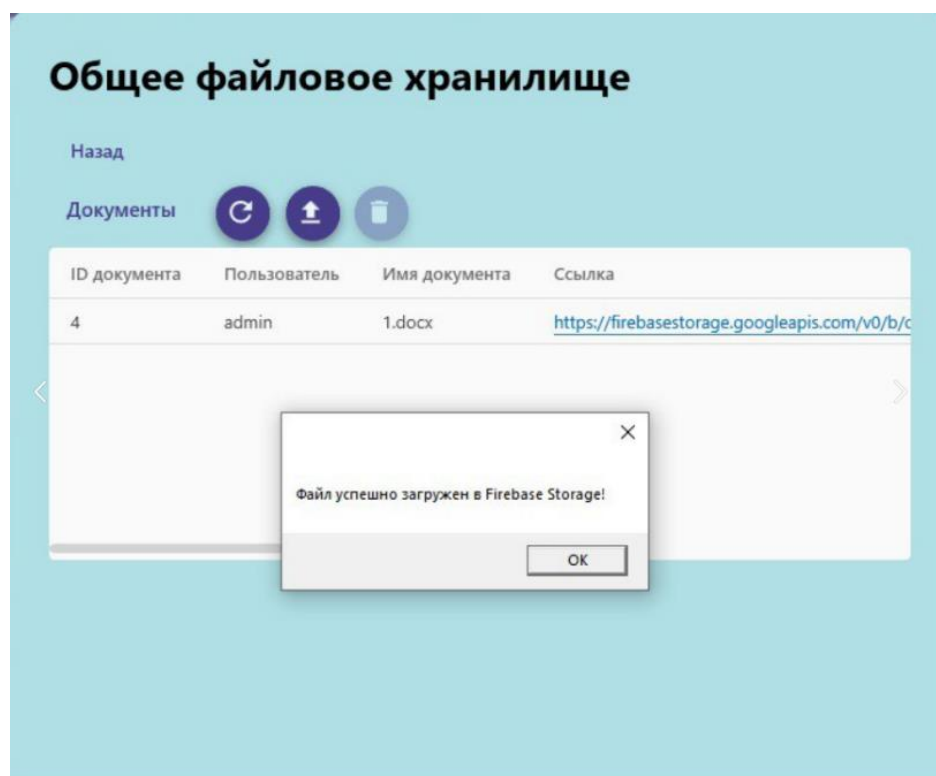 Общее файловое хранилище
Назад
Документы
ID документа Пользователь Имя документа Ссылка
4 admin 1.docx https://firebasestorage.googleapis.com/v0/b/c
Файл успешно загружен в Firebase Storage!
OK